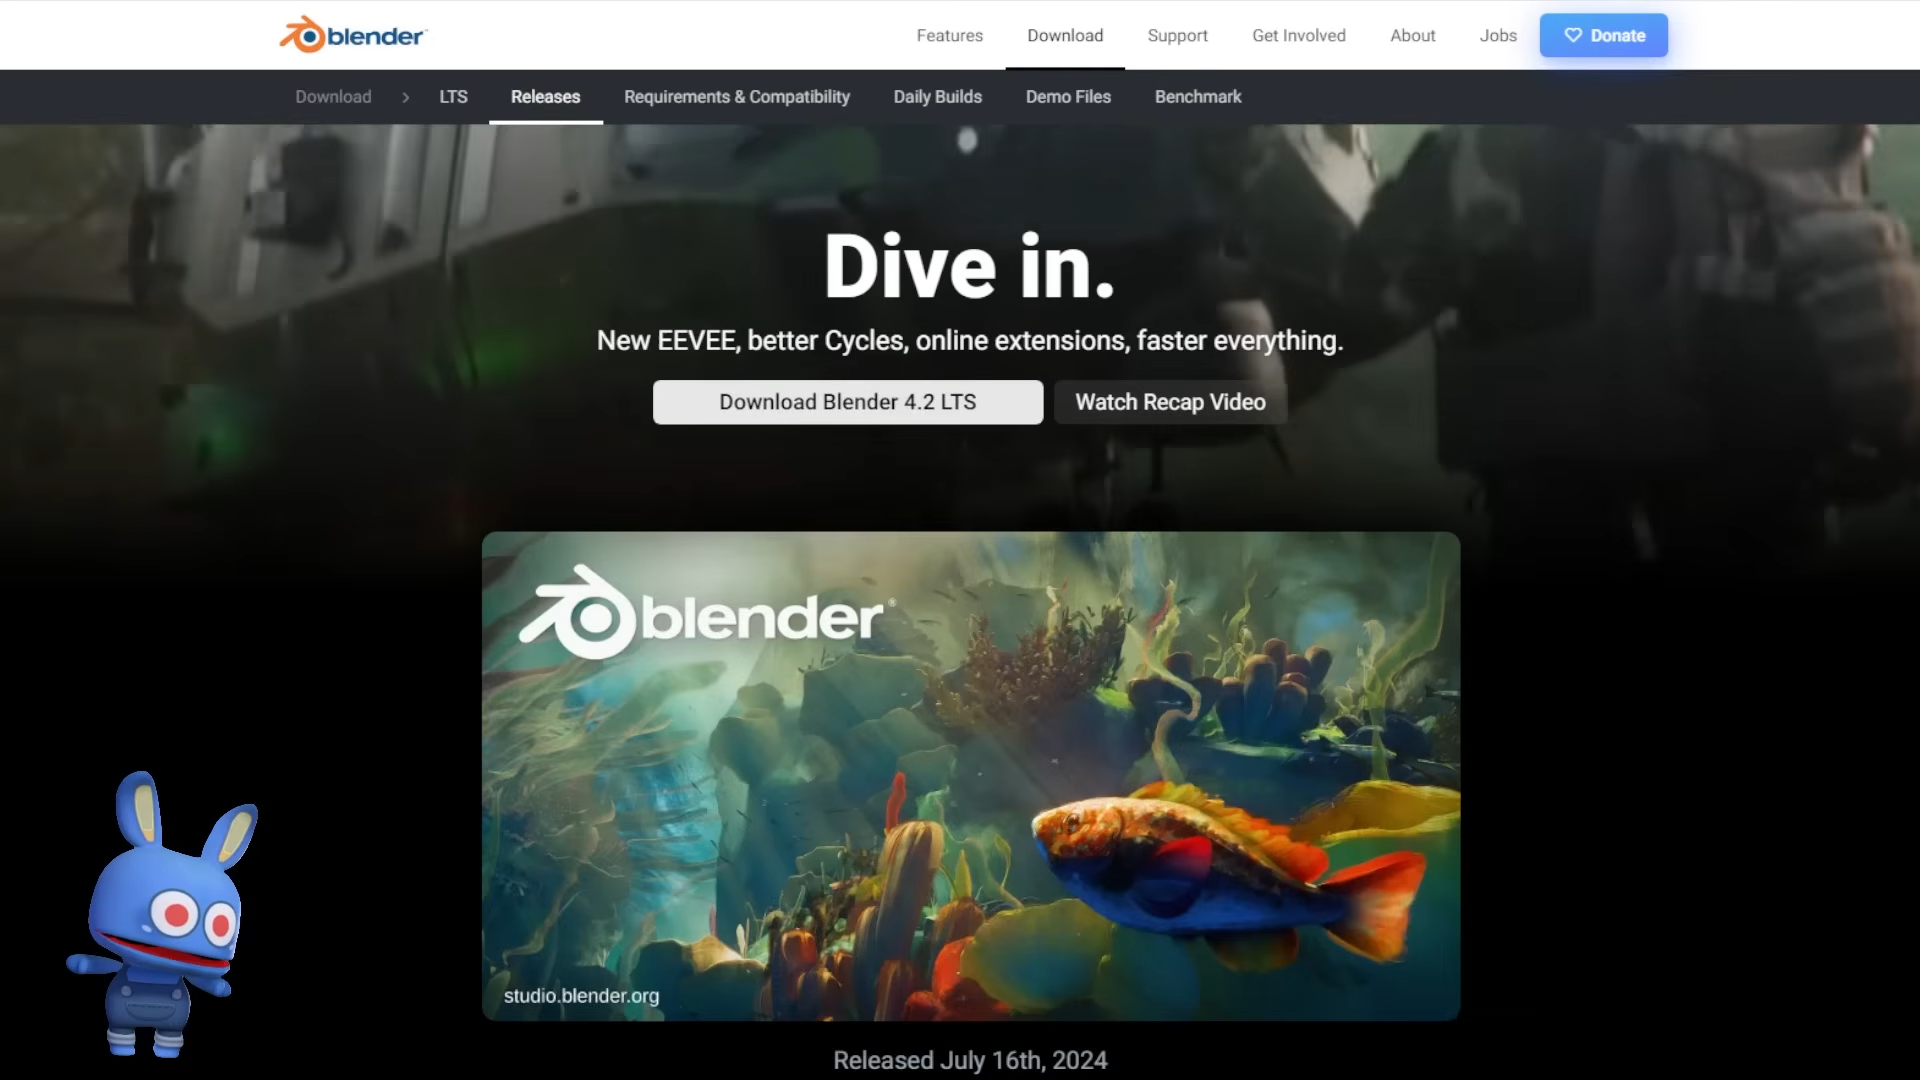 blender
Features
Download
Support
Get Involved
About
Jobs
Donate
Download
LTS
Releases
Requirements & Compatibility
Daily Builds
Demo Files
Benchmark
Dive in.
New EEVEE, better Cycles, online extensions, faster everything.
Download Blender 4.2 LTS
Watch Recap Video
blender®
studio.blender.org
Released July 16th, 2024